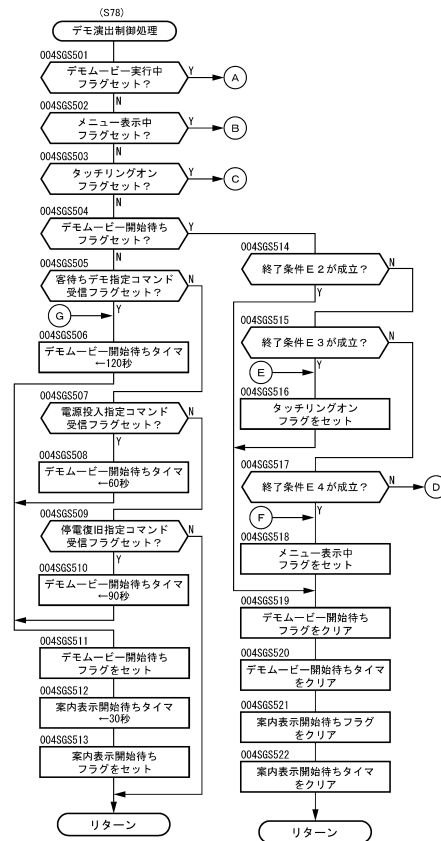 (S78)
デモ演出制御処理
004SGS501
デモムービー実行中
フラグセット？
Y
A
N
004SGS502
メニュー表示中
フラグセット？
Y
B
N
004SGS503
タッチリングオン
フラグセット？
Y
C
N
004SGS504
デモムービー開始待ち
フラグセット？
Y
N
004SGS505
客待ちデモ指定コマンド
受信フラグセット？
N
Y
G
004SGS506
デモムービー開始待ちタイマ
←120秒
004SGS507
電源投入指定コマンド
受信フラグセット？
N
Y
004SGS508
デモムービー開始待ちタイマ
←60秒
004SGS509
停電復旧指定コマンド
受信フラグセット？
N
Y
004SGS510
デモムービー開始待ちタイマ
←90秒
004SGS511
デモムービー開始待ち
フラグをセット
004SGS512
案内表示開始待ちタイマ
←30秒
004SGS513
案内表示開始待ち
フラグをセット
リターン
004SGS514
終了条件E2が成立？
N
Y
004SGS515
終了条件E3が成立？
N
Y
E
004SGS516
タッチリングオン
フラグをセット
004SGS517
終了条件E4が成立？
N
D
Y
F
004SGS518
メニュー表示中
フラグをセット
004SGS519
デモムービー開始待ち
フラグをクリア
004SGS520
デモムービー開始待ちタイマ
をクリア
004SGS521
案内表示開始待ちフラグ
をクリア
004SGS522
案内表示開始待ちタイマ
をクリア
リターン